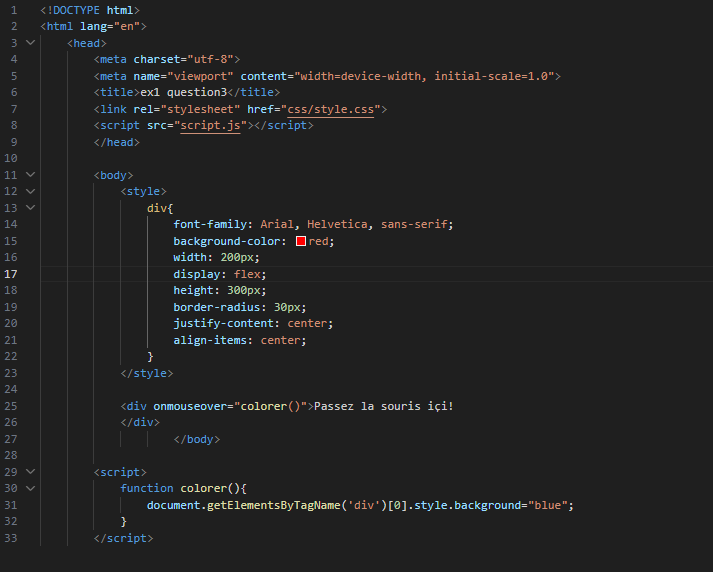 1 <!DOCTYPE html>
2 <html lang="en">
3 <head>
4 <meta charset="utf-8">
5 <meta name="viewport" content="width=device-width, initial-scale=1.0">
6 <title>ex1 question3</title>
7 <link rel="stylesheet" href="css/style.css">
8 <script src="script.js"></script>
9 </head>
10
11 <body>
12 <style>
13 div{
14 font-family: Arial, Helvetica, sans-serif;
15 background-color: red;
16 width: 200px;
17 display: flex;
18 height: 300px;
19 border-radius: 30px;
20 justify-content: center;
21 align-items: center;
22 }
23 </style>
24
25 <div onmouseover="colorer()">Passez la souris içi!
26 </div>
27 </body>
28
29 <script>
30 function colorer(){
31 document.getElementsByTagName('div')[0].style.background="blue";
32 }
33 </script>